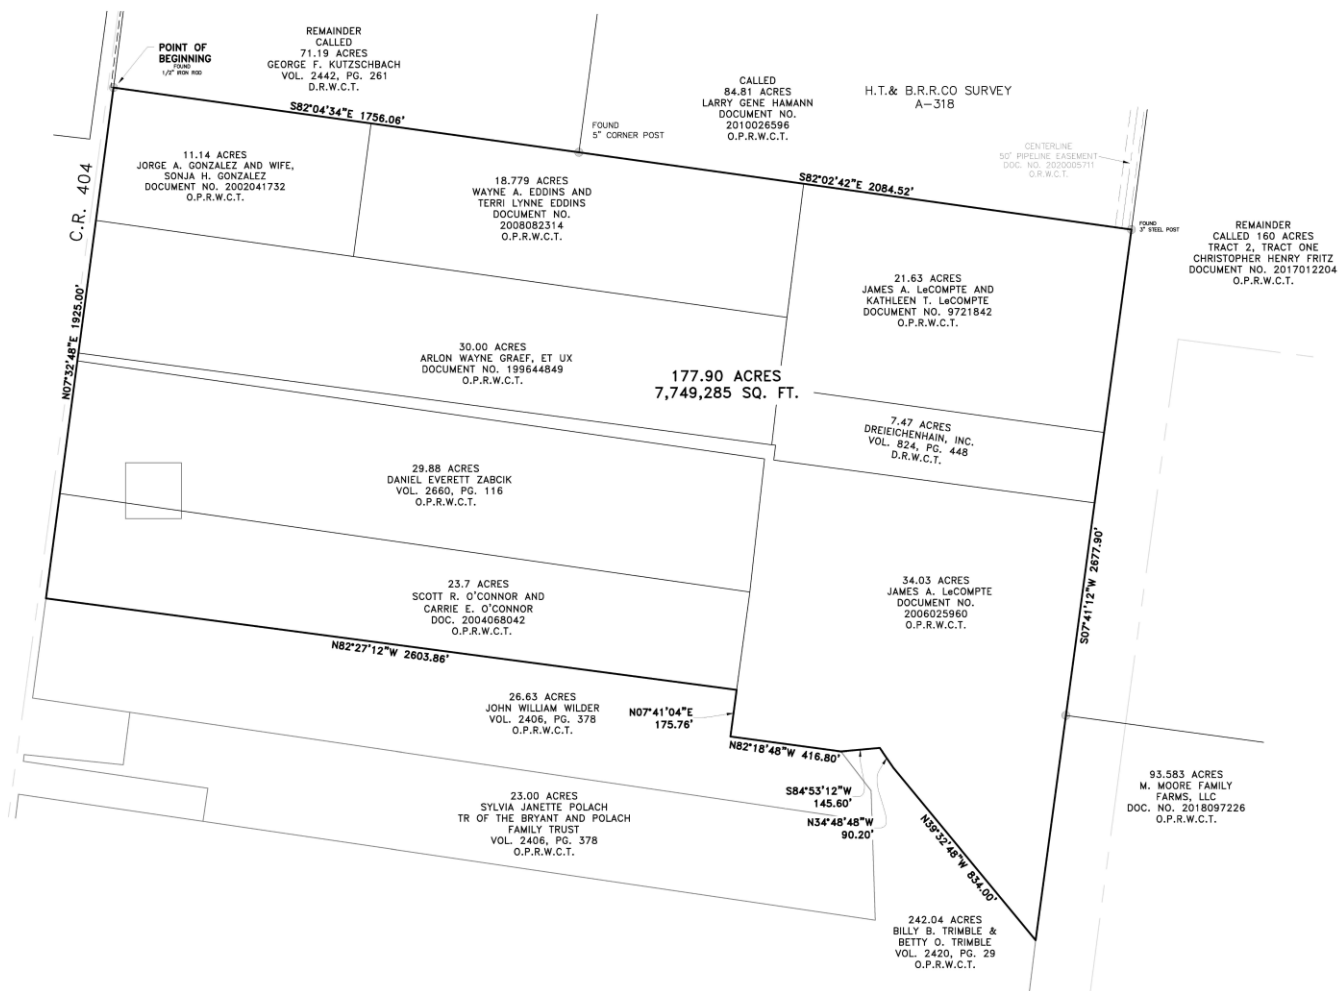 REMAINDER
CALLED
71.19 ACRES
GEORGE F. KUTZSCHBACH
VOL. 2442, PG. 261
D.R.W.C.T.
POINT OF
BEGINNING
FOUND
1/2" IRON ROD
CALLED
84.81 ACRES
LARRY GENE HAMANN
DOCUMENT NO.
2010026596
O.P.R.W.C.T.
H.T.& B.R.R.CO SURVEY
A-318
S82°04'34"E 1756.06'
FOUND
5" CORNER POST
CENTERLINE
50' PIPELINE EASEMENT
DOC. NO. 2020005711
O.R.W.C.T.
11.14 ACRES
JORGE A. GONZALEZ AND WIFE,
SONJA H. GONZALEZ
DOCUMENT NO. 2002041732
O.P.R.W.C.T.
18.779 ACRES
WAYNE A. EDDINS AND
TERRI LYNNE EDDINS
DOCUMENT NO.
2008082314
O.P.R.W.C.T.
S82°02'42"E 2084.52'
FOUND
3" STEEL POST
REMAINDER
CALLED 160 ACRES
TRACT 2, TRACT ONE
CHRISTOPHER HENRY FRITZ
DOCUMENT NO. 2017012204
O.P.R.W.C.T.
C.R. 404
21.63 ACRES
JAMES A. LeCOMPTE AND
KATHLEEN T. LeCOMPTE
DOCUMENT NO. 9721842
O.P.R.W.C.T.
N07°32'48"E 1925.00'
30.00 ACRES
ARLON WAYNE GRAEF, ET UX
DOCUMENT NO. 199644849
O.P.R.W.C.T.
177.90 ACRES
7,749,285 SQ. FT.
7.47 ACRES
DREIEICHENHAIN, INC.
VOL. 824, PG. 448
D.R.W.C.T.
29.88 ACRES
DANIEL EVERETT ZABCIK
VOL. 2660, PG. 116
O.P.R.W.C.T.
S07°41'12"W 2677.90'
23.7 ACRES
SCOTT R. O'CONNOR AND
CARRIE E. O'CONNOR
DOC. 2004068042
O.P.R.W.C.T.
34.03 ACRES
JAMES A. LeCOMPTE
DOCUMENT NO.
2006025960
O.P.R.W.C.T.
N82°27'12"W 2603.86'
26.63 ACRES
JOHN WILLIAM WILDER
VOL. 2406, PG. 378
O.P.R.W.C.T.
N07°41'04"E
175.76'
N82°18'48"W 416.80'
S84°53'12"W
145.60'
N34°48'48"W
90.20'
N39°32'48"W 834.00'
23.00 ACRES
SYLVIA JANETTE POLACH
TR OF THE BRYANT AND POLACH
FAMILY TRUST
VOL. 2406, PG. 378
O.P.R.W.C.T.
93.583 ACRES
M. MOORE FAMILY
FARMS, LLC
DOC. NO. 2018097226
O.P.R.W.C.T.
242.04 ACRES
BILLY B. TRIMBLE &
BETTY O. TRIMBLE
VOL. 2420, PG. 29
O.P.R.W.C.T.